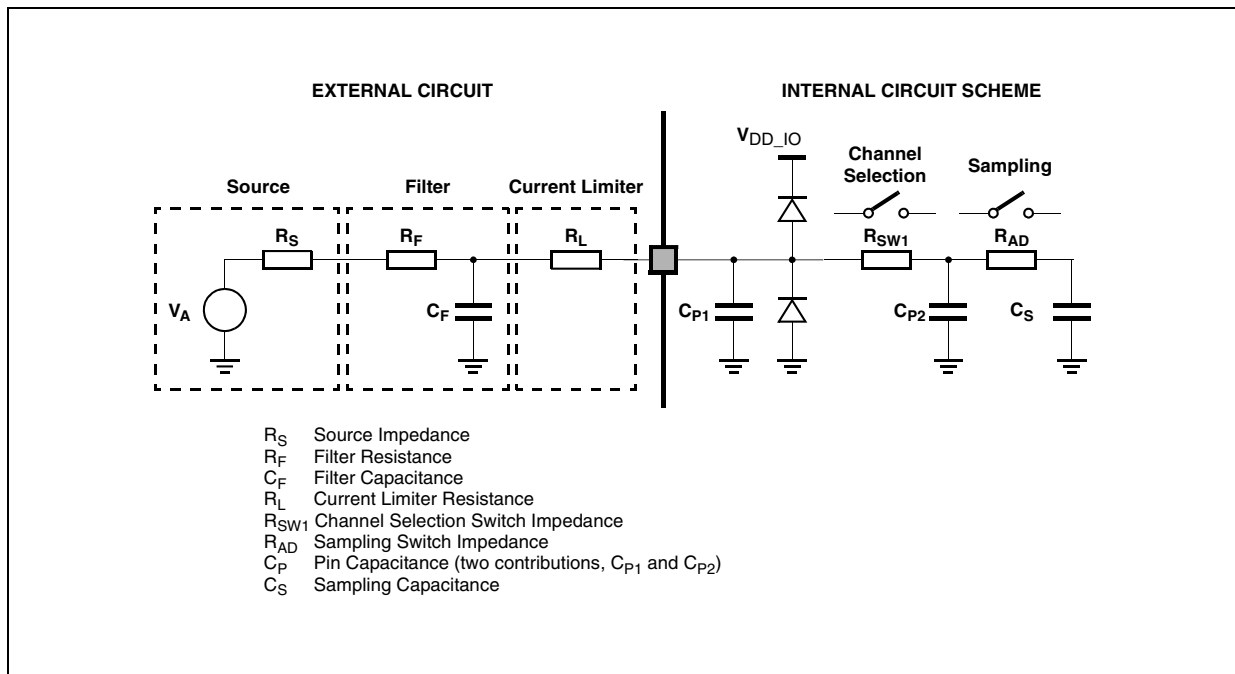 EXTERNAL CIRCUIT
INTERNAL CIRCUIT SCHEME
VDD_IO
Channel
Selection
Sampling
Source
Filter
Current Limiter
RS
RF
RL
RSW1
RAD
VA
CF
CP1
CP2
CS
RS Source Impedance
RF Filter Resistance
CF Filter Capacitance
RL Current Limiter Resistance
RSW1 Channel Selection Switch Impedance
RAD Sampling Switch Impedance
CP Pin Capacitance (two contributions, CP1 and CP2)
CS Sampling Capacitance